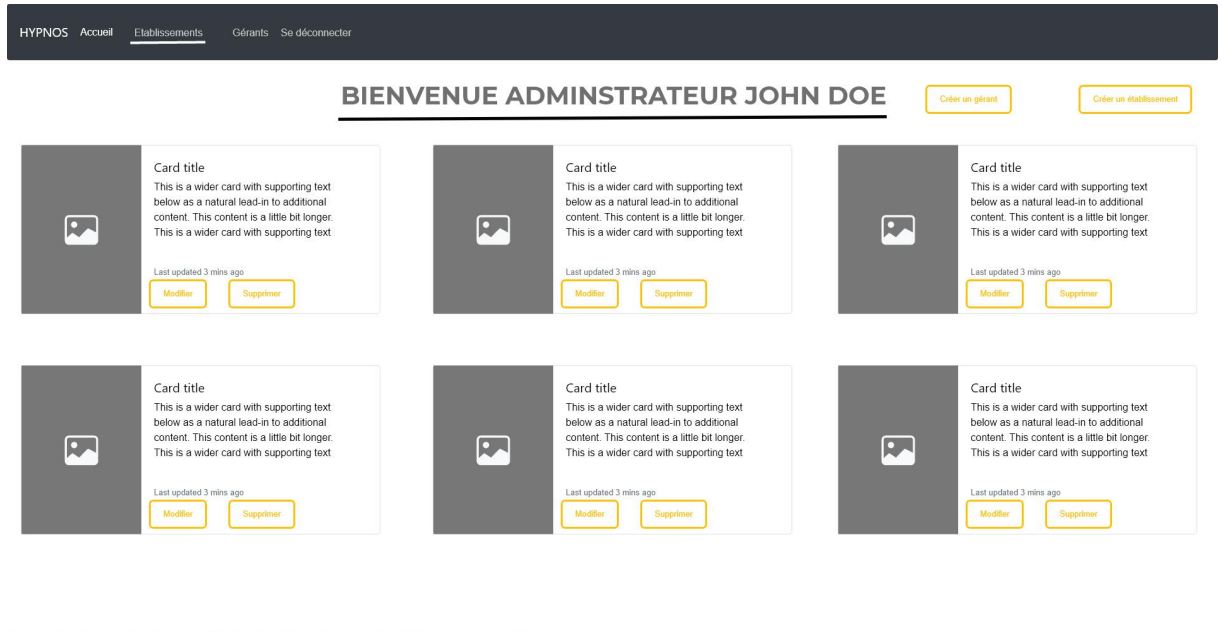 HYPNOS Accueil Etablissements Gérants Se déconnecter
BIENVENUE ADMINSTRATEUR JOHN DOE
Créer un gérant
Créer un établissement
Card title
This is a wider card with supporting text
below as a natural lead-in to additional
content. This content is a little bit longer.
This is a wider card with supporting text
Last updated 3 mins ago
Modifier Supprimer
Card title
This is a wider card with supporting text
below as a natural lead-in to additional
content. This content is a little bit longer.
This is a wider card with supporting text
Last updated 3 mins ago
Modifier Supprimer
Card title
This is a wider card with supporting text
below as a natural lead-in to additional
content. This content is a little bit longer.
This is a wider card with supporting text
Last updated 3 mins ago
Modifier Supprimer
Card title
This is a wider card with supporting text
below as a natural lead-in to additional
content. This content is a little bit longer.
This is a wider card with supporting text
Last updated 3 mins ago
Modifier Supprimer
Card title
This is a wider card with supporting text
below as a natural lead-in to additional
content. This content is a little bit longer.
This is a wider card with supporting text
Last updated 3 mins ago
Modifier Supprimer
Card title
This is a wider card with supporting text
below as a natural lead-in to additional
content. This content is a little bit longer.
This is a wider card with supporting text
Last updated 3 mins ago
Modifier Supprimer